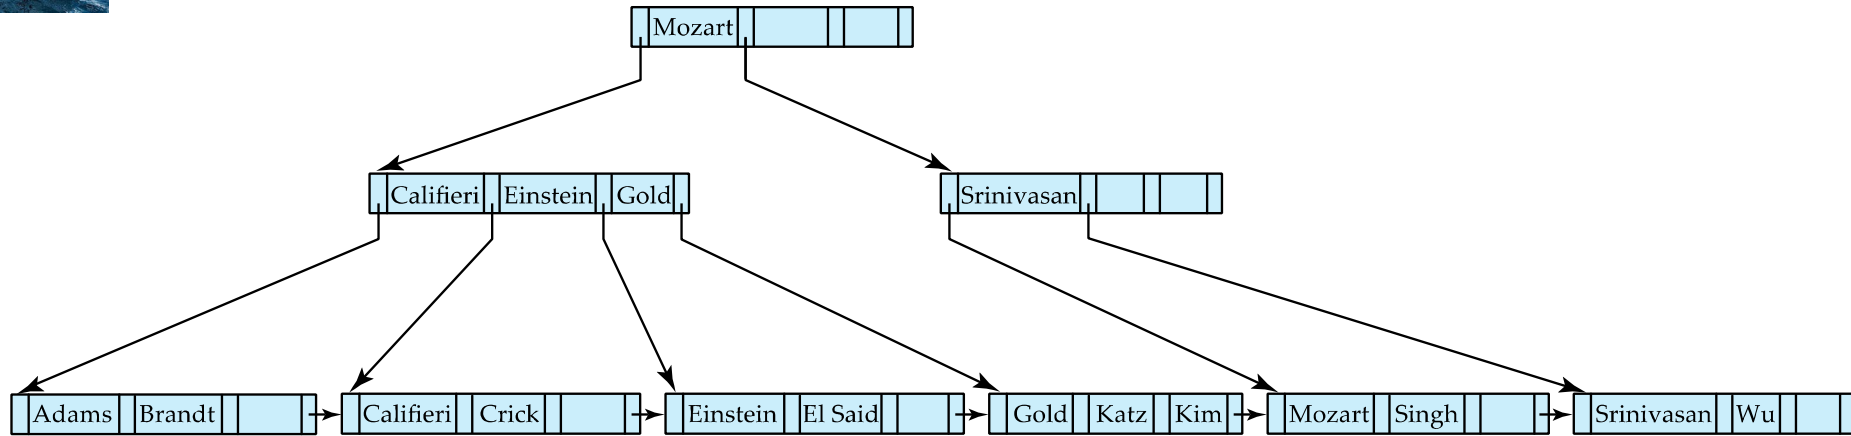 Mozart
Califieri Einstein Gold Srinivasan
Adams Brandt Califieri Crick Einstein El Said Gold Katz Kim Mozart Singh Srinivasan Wu